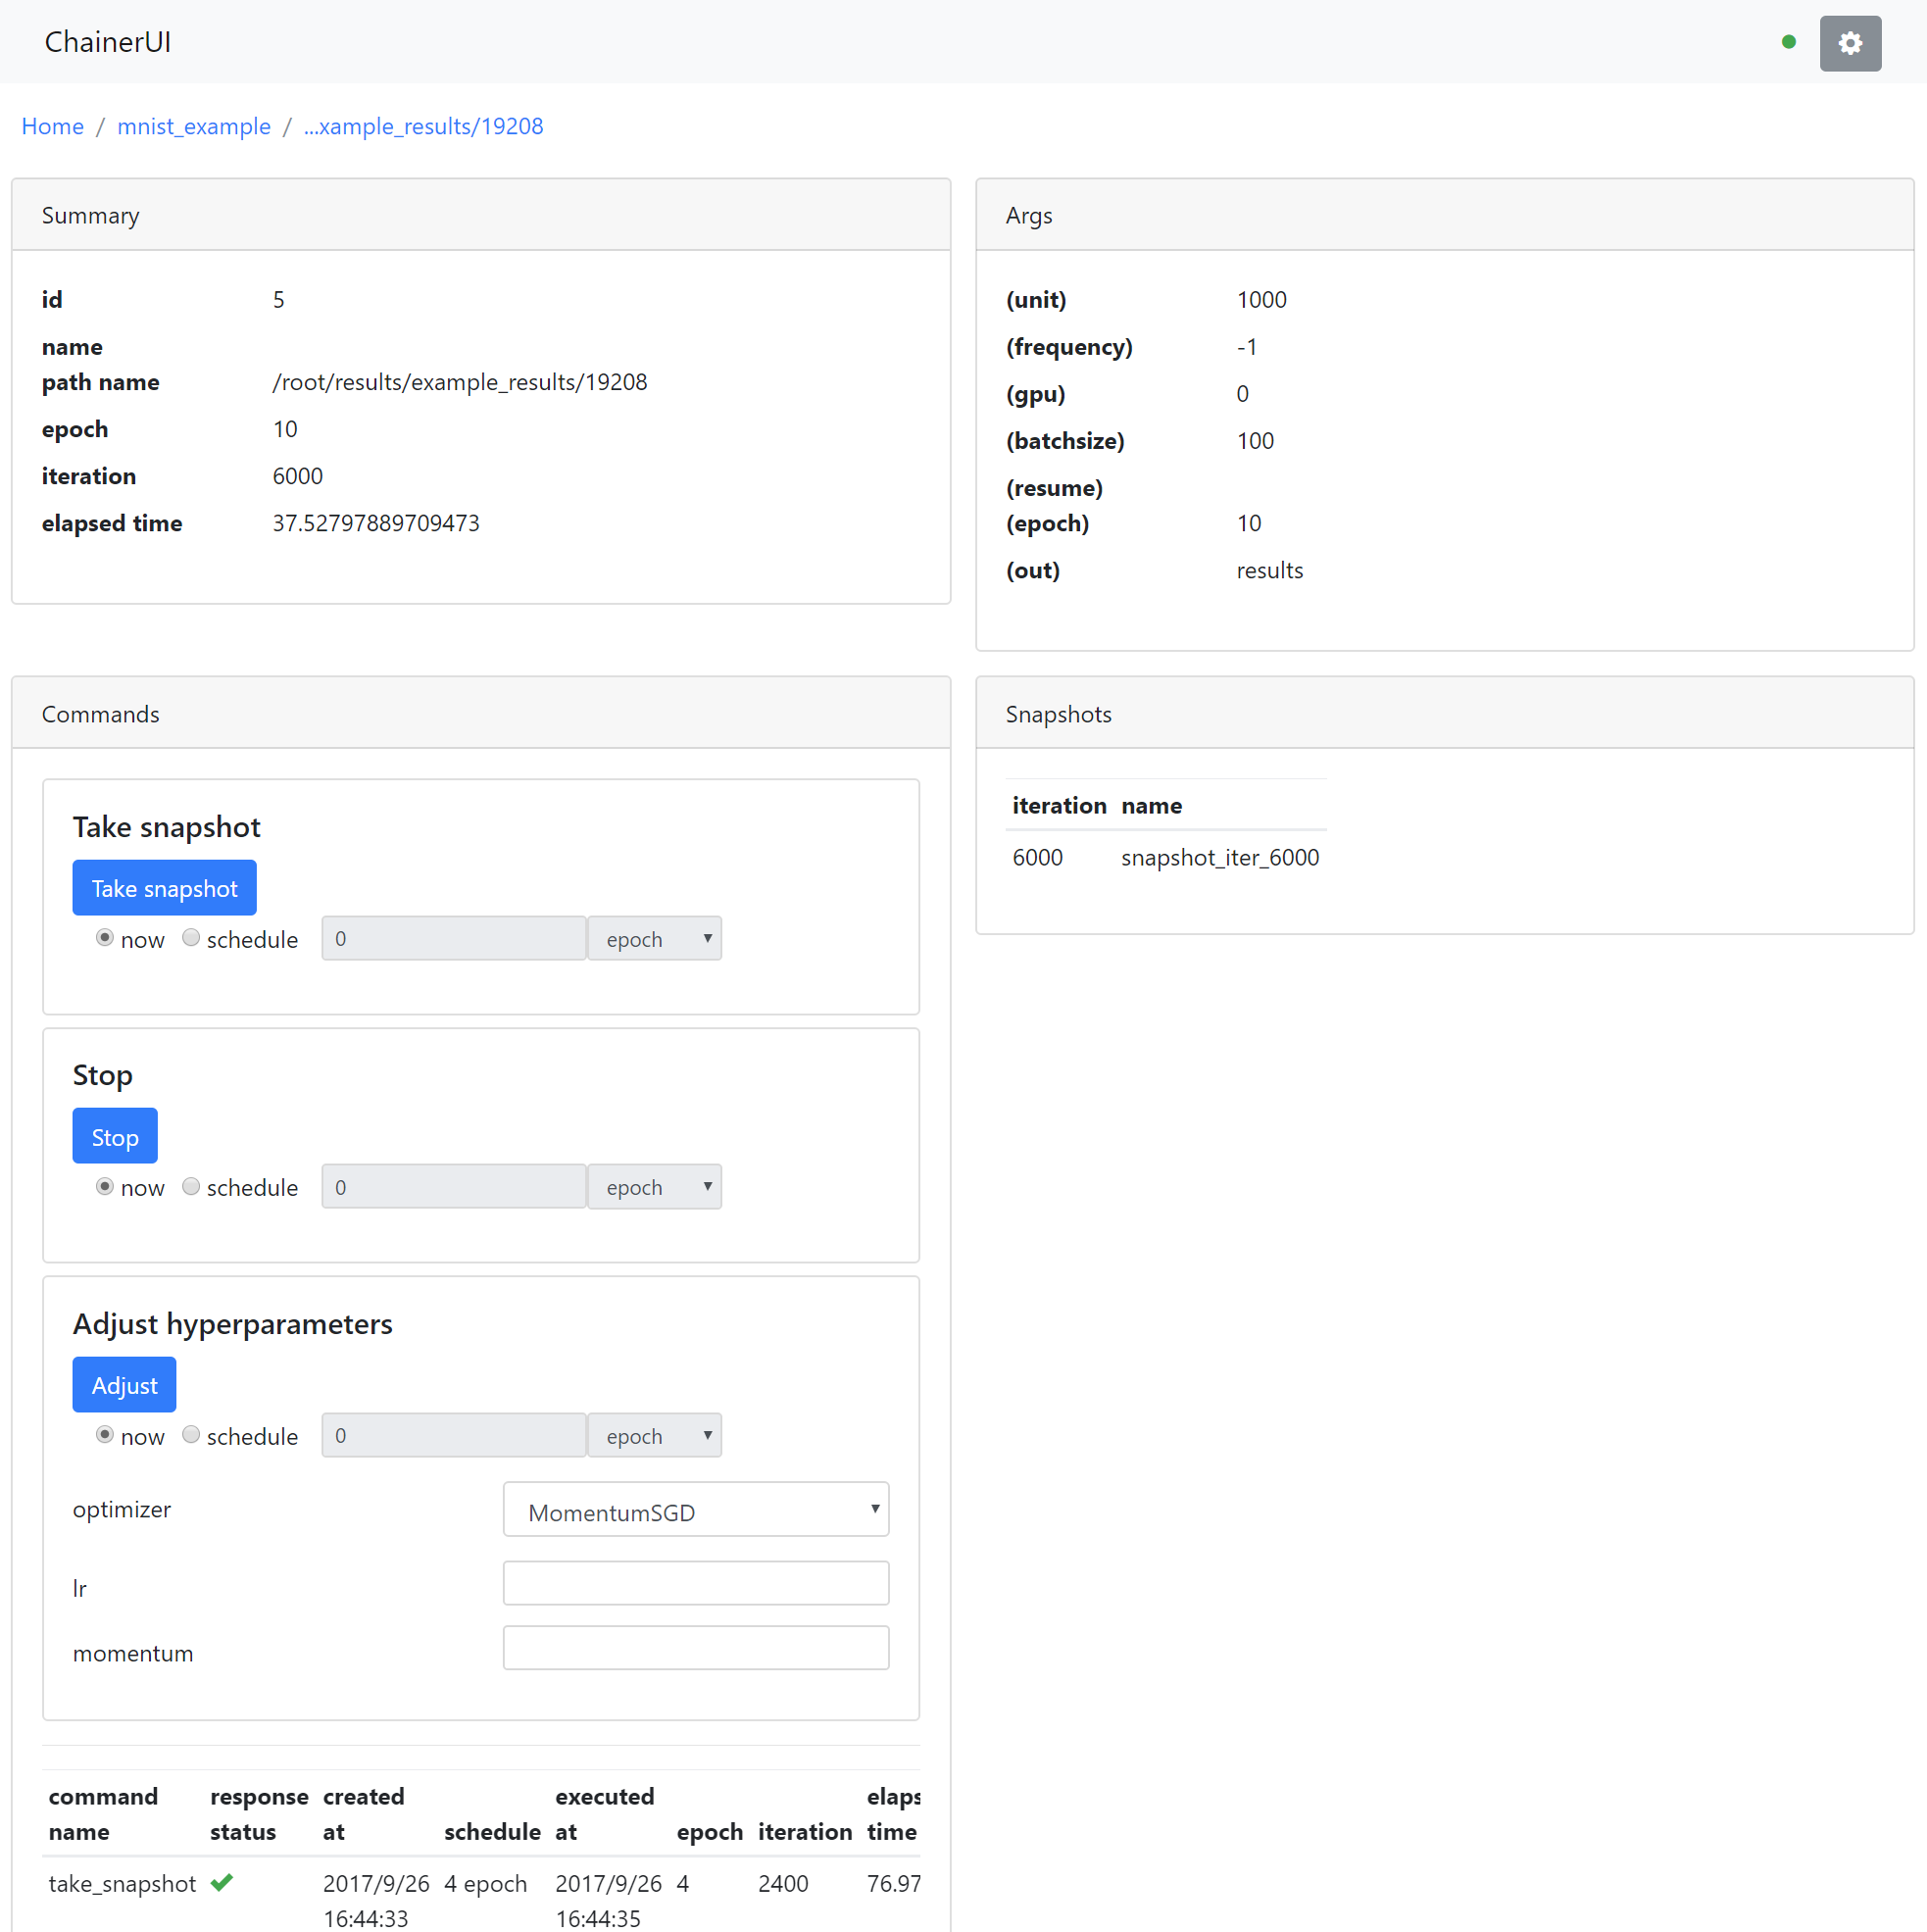 ChainerUI
Home / mnist_example / ...xample_results/19208
Summary
id 5
name
path name /root/results/example_results/19208
epoch 10
iteration 6000
elapsed time 37.52797889709473
Args
(unit) 1000
(frequency) -1
(gpu) 0
(batchsize) 100
(resume)
(epoch) 10
(out) results
Commands
Take snapshot
Take snapshot
now schedule 0 epoch
Stop
Stop
now schedule 0 epoch
Adjust hyperparameters
Adjust
now schedule 0 epoch
optimizer MomentumSGD
lr
momentum
command response created executed elaps
name status at schedule at epoch iteration time
take_snapshot 2017/9/26 4 epoch 2017/9/26 4 2400 76.97
16:44:33 16:44:35
Snapshots
iteration name
6000 snapshot_iter_6000